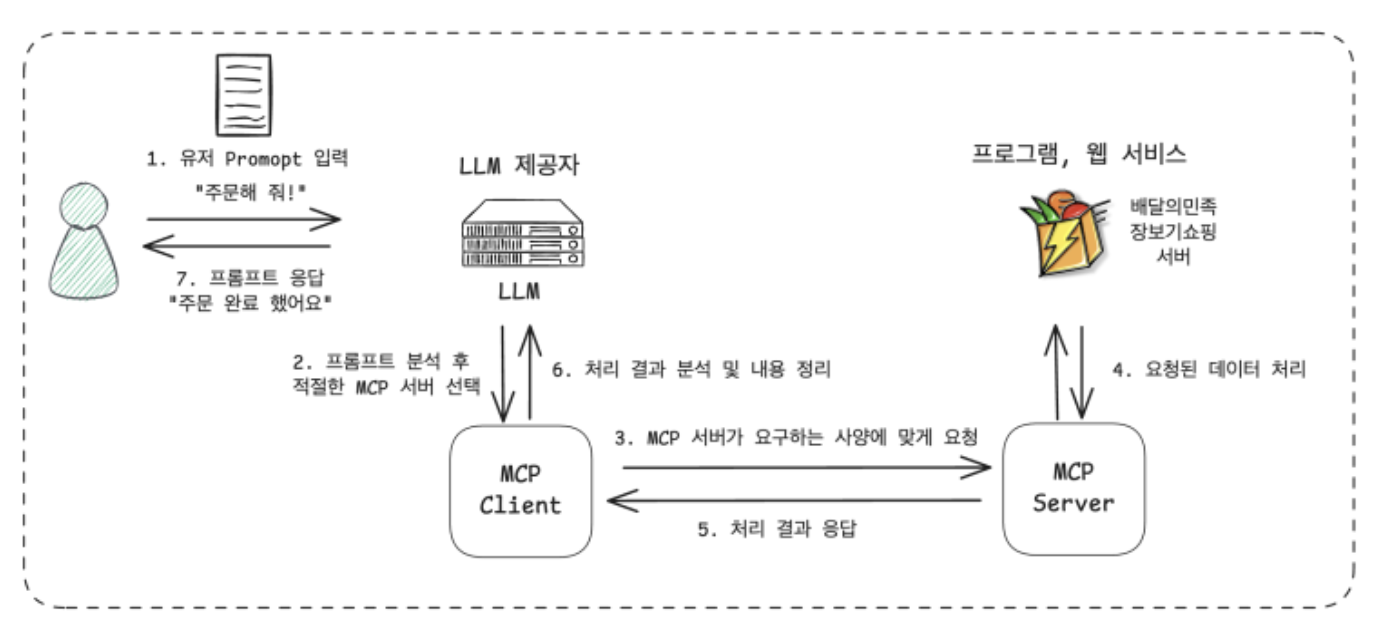 1. 유저 Promopt 입력
"주문해 줘!"
7. 프롬프트 응답
"주문 완료 했어요"
LLM 제공자
LLM
프로그램, 웹 서비스
배달의민족
장보기쇼핑
서버
2. 프롬프트 분석 후
적절한 MCP 서버 선택
6. 처리 결과 분석 및 내용 정리
4. 요청된 데이터 처리
3. MCP 서버가 요구하는 사양에 맞게 요청
MCP
Client
MCP
Server
5. 처리 결과 응답